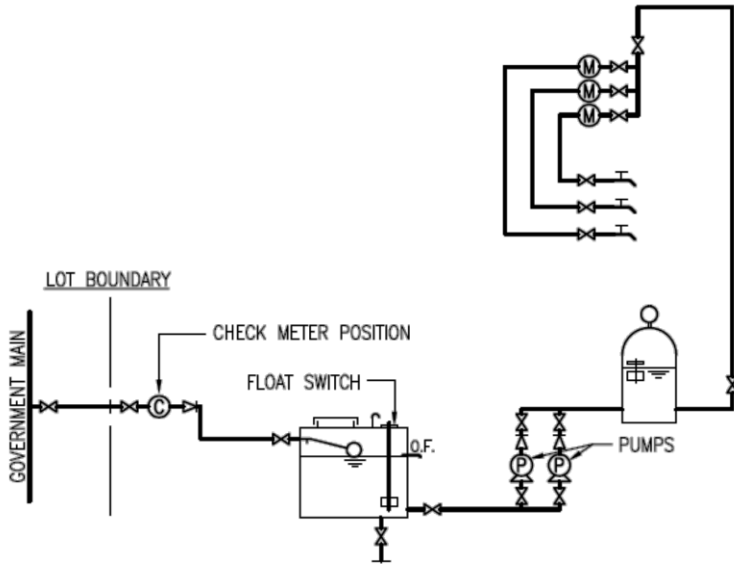 M
M
M
LOT BOUNDARY
GOVERNMENT MAIN
CHECK METER POSITION
FLOAT SWITCH
C
O.F.
P
P
PUMPS